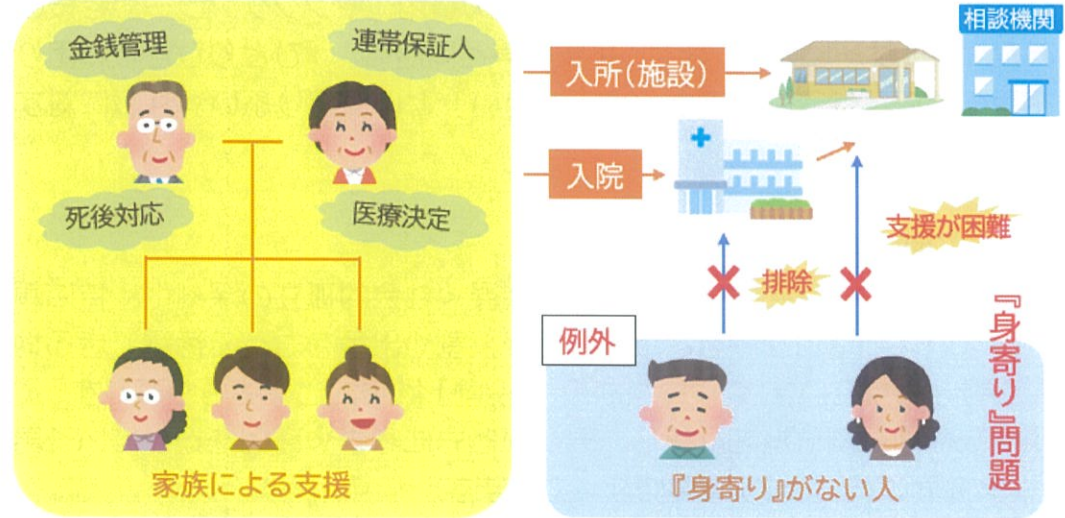 金銭管理
連帯保証人
死後対応
医療決定
家族による支援
相談機関
入所(施設)
入院
支援が困難
排除
例外
『身寄り』問題
『身寄り』がない人